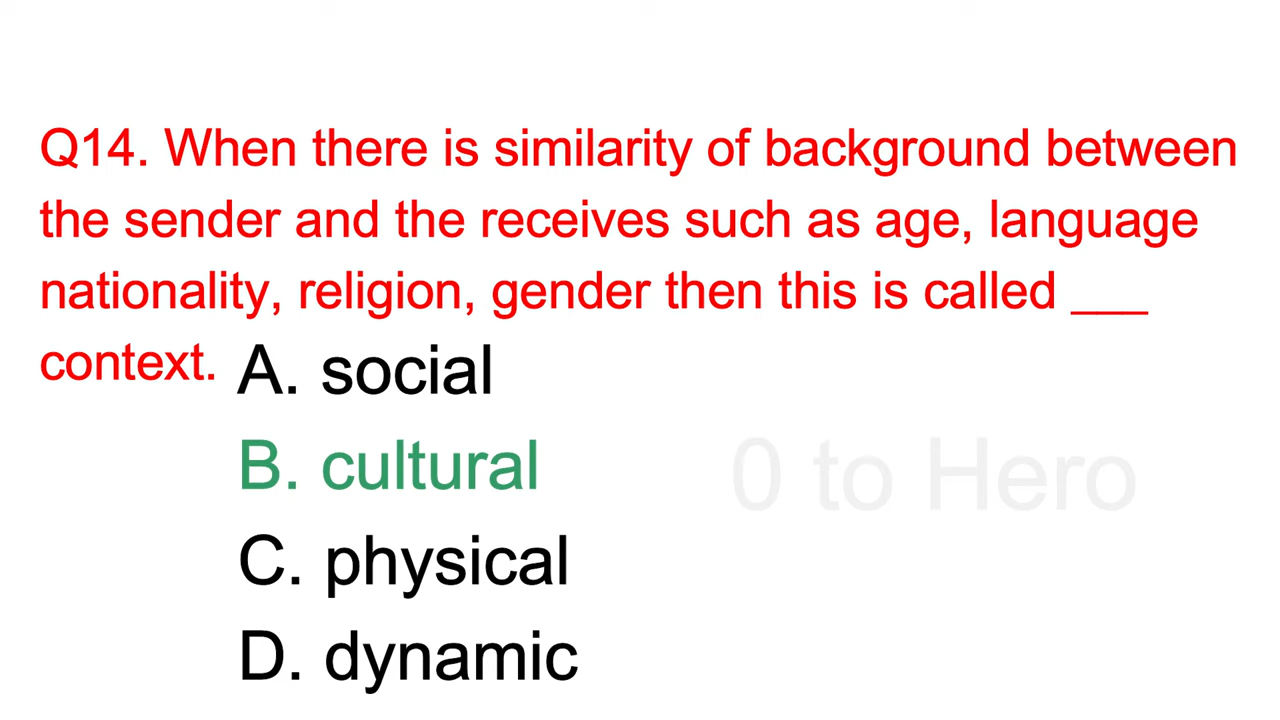 Q14. When there is similarity of background between
the sender and the receives such as age, language
nationality, religion, gender then this is called ___
context.
A. social
B. cultural
0 to Hero
C. physical
D. dynamic